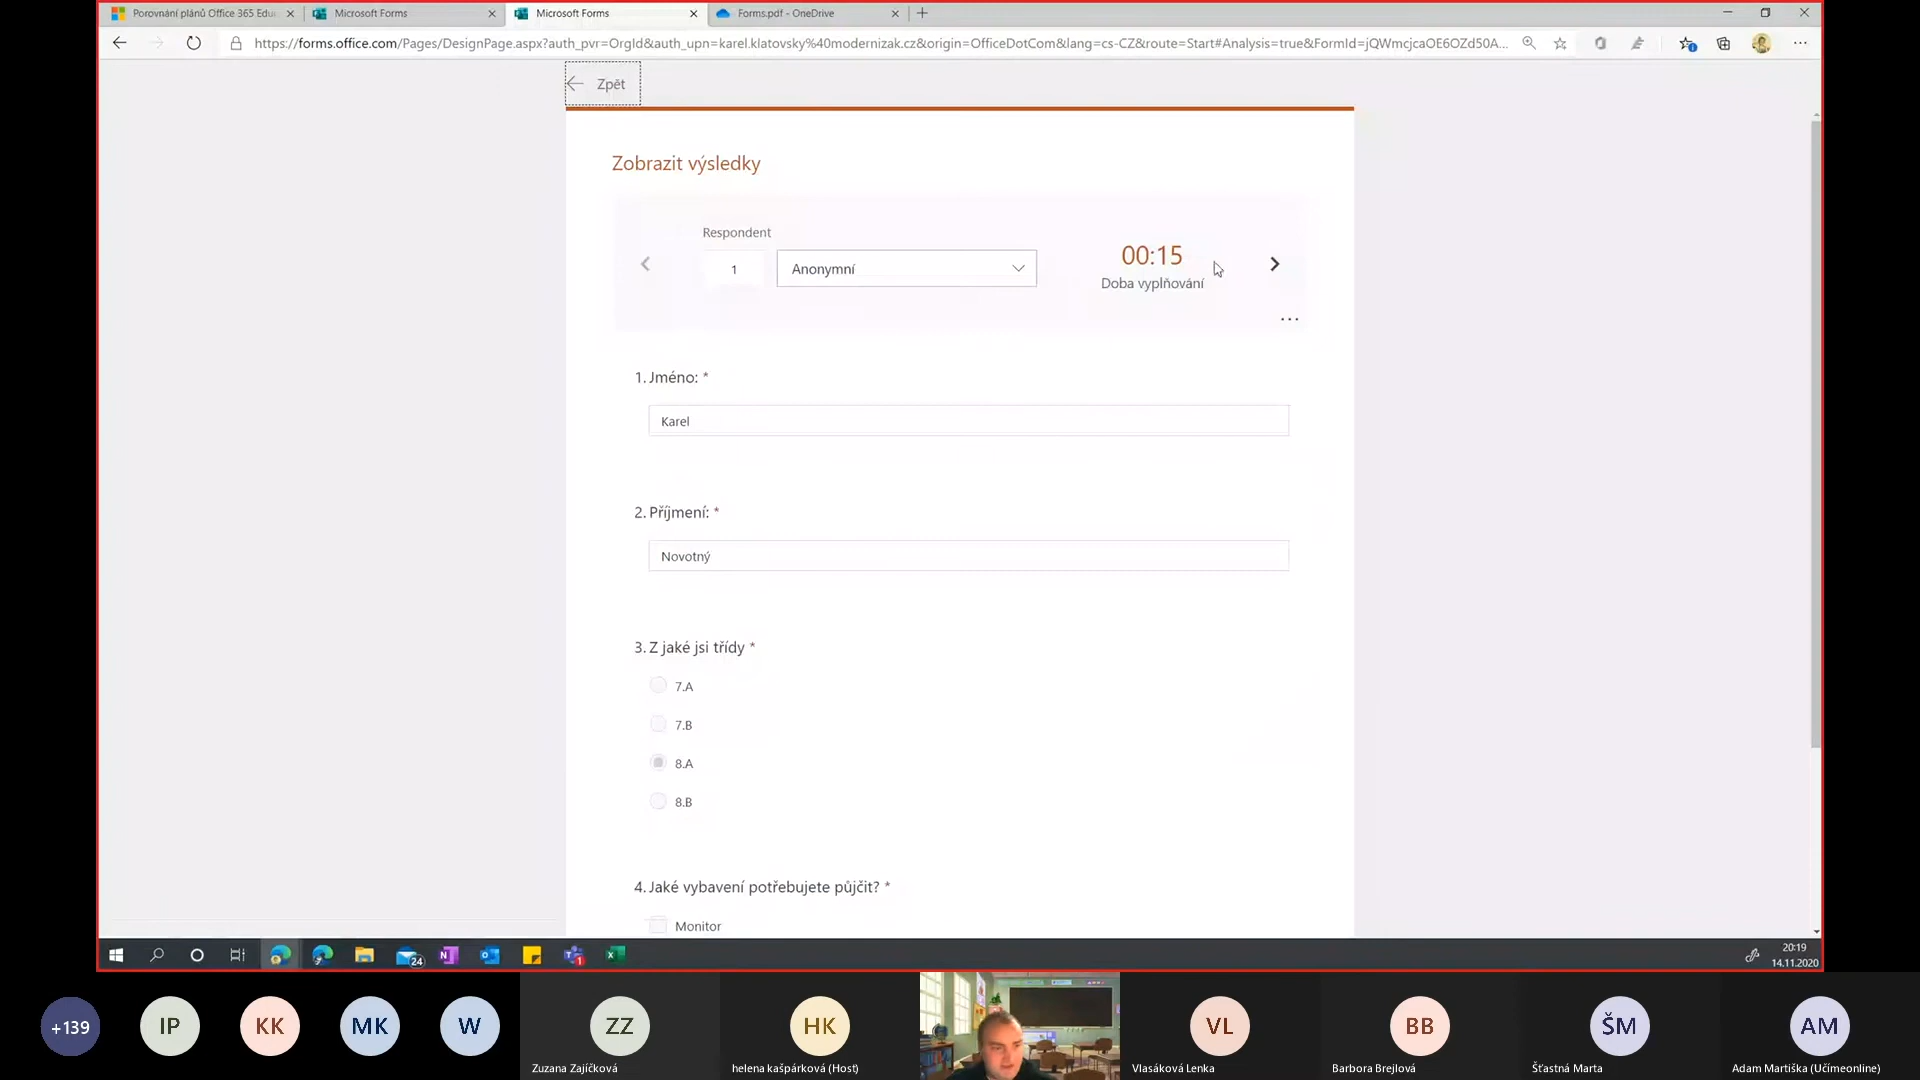 Porovnání plánů Office 365 Edu
Microsoft Forms
Microsoft Forms
Forms.pdf - OneDrive
https://forms.office.com/Pages/DesignPage.aspx?auth_pvr=OrgId&auth_upn=karel.klatovsky%40modernizak.cz&origin=OfficeDotCom&lang=cs-CZ&route=Start#Analysis=true&FormId=jQWmcjcaOE6OZd50A...
Zpět
Zobrazit výsledky
Respondent
1
Anonymní
00:15
Doba vyplňování
1. Jméno: *
Karel
2. Příjmení: *
Novotný
3. Z jaké jsi třídy *
7.A
7.B
8.A
8.B
4. Jaké vybavení potřebujete půjčit? *
Monitor
24
1
20:19
14.11.2020
+139
IP
KK
MK
W
ZZ
HK
VL
BB
ŠM
AM
Zuzana Zajíčková
helena kašpárková (Host)
Vlasáková Lenka
Barbora Brejlová
Šťastná Marta
Adam Martiška (Učímeonline)